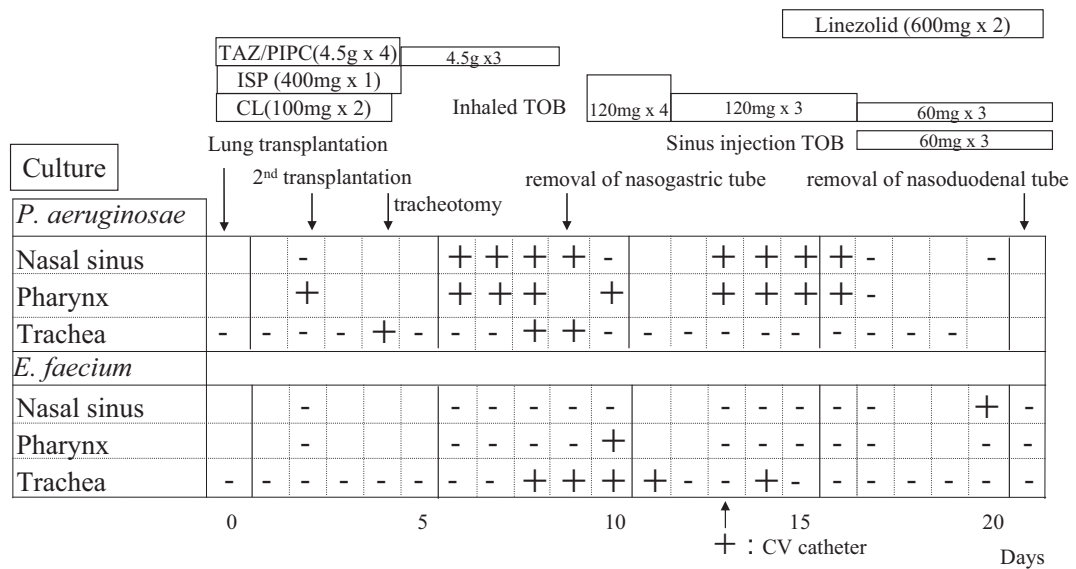 Linezolid (600mg x 2)
TAZ/PIPC(4.5g x 4) 4.5g x3
ISP (400mg x 1)
CL(100mg x 2) Inhaled TOB 120mg x 4 120mg x 3 60mg x 3
Lung transplantation Sinus injection TOB 60mg x 3
Culture 2nd transplantation removal of nasogastric tube removal of nasoduodenal tube
tracheotomy
P. aeruginosae
Nasal sinus - + + + + - + + + + - -
Pharynx + + + + + + + + + -
Trachea - - - - + - - - + + - - - - - - - - - -
E. faecium
Nasal sinus - - - - - - - - - - - + -
Pharynx - - - - - + - - - - - - -
Trachea - - - - - - - - + + + + - - + - - - - - - -
0 5 10 15 20
+ : CV catheter
Days